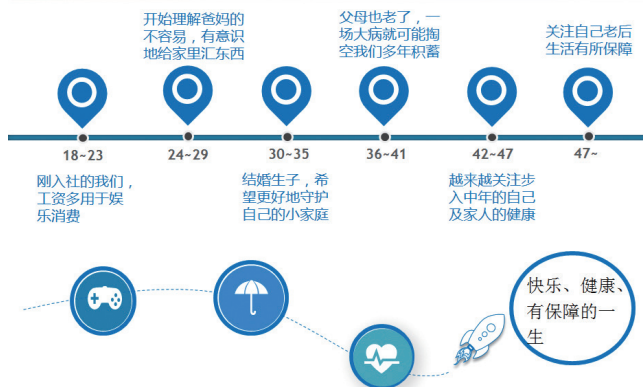 开始理解爸妈的
不容易，有意识
地给家里汇东西
父母也老了，一
场大病就可能掏
空我们多年积蓄
关注自己老后
生活有所保障
18~23
24~29
30~35
36~41
42~47
47~
刚入社的我们，
工资多用于娱
乐消费
结婚生子，希
望更好地守护
自己的小家庭
越来越关注步
入中年的自己
及家人的健康
快乐、健康、
有保障的一
生